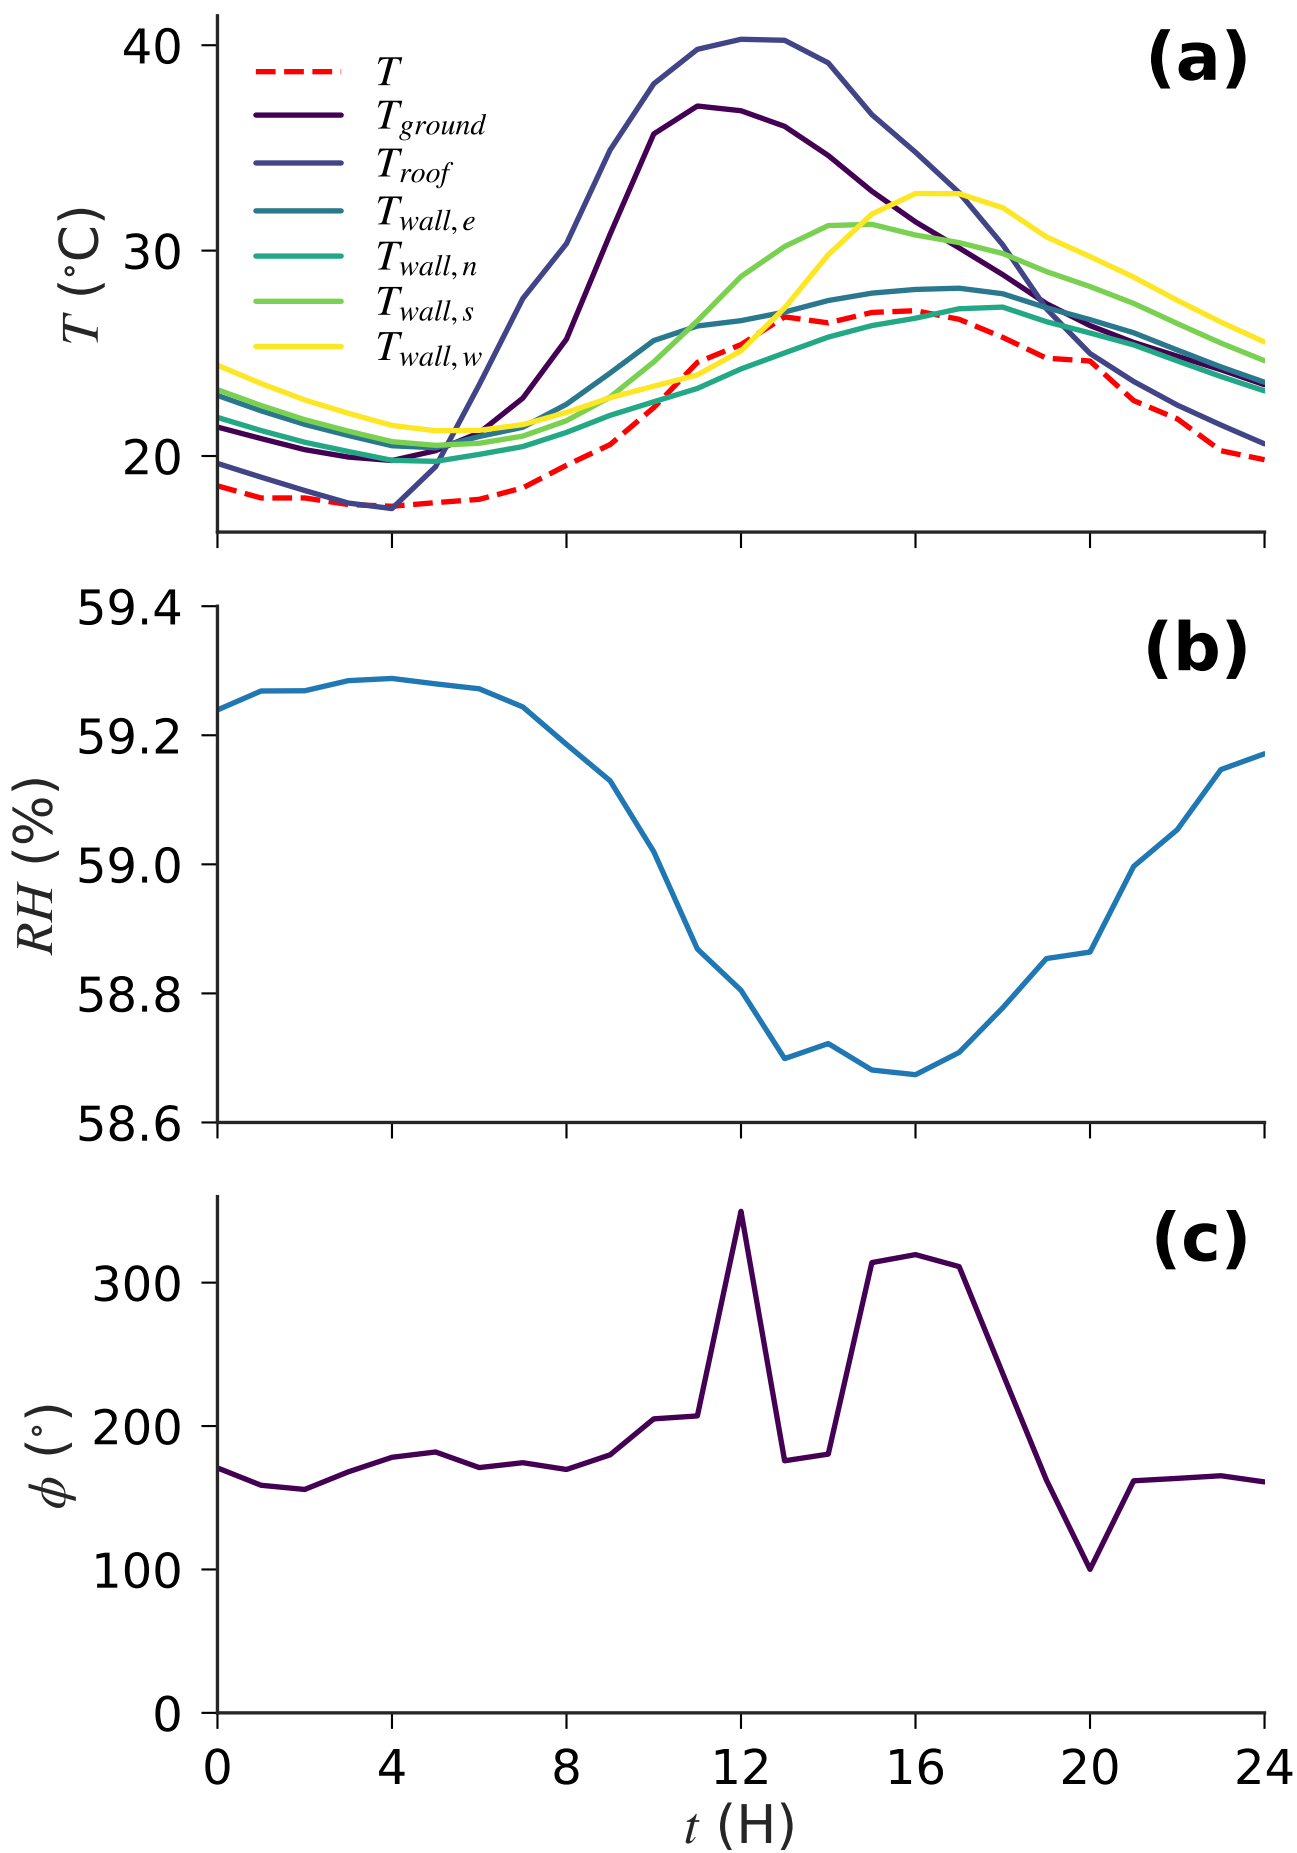 (a)
40
30
20
T (°C)
T
T_ground
T_roof
T_wall,e
T_wall,n
T_wall,s
T_wall,w
(b)
59.4
59.2
59.0
58.8
58.6
RH (%)
(c)
300
200
100
0
ϕ (°)
0 4 8 12 16 20 24
t (H)